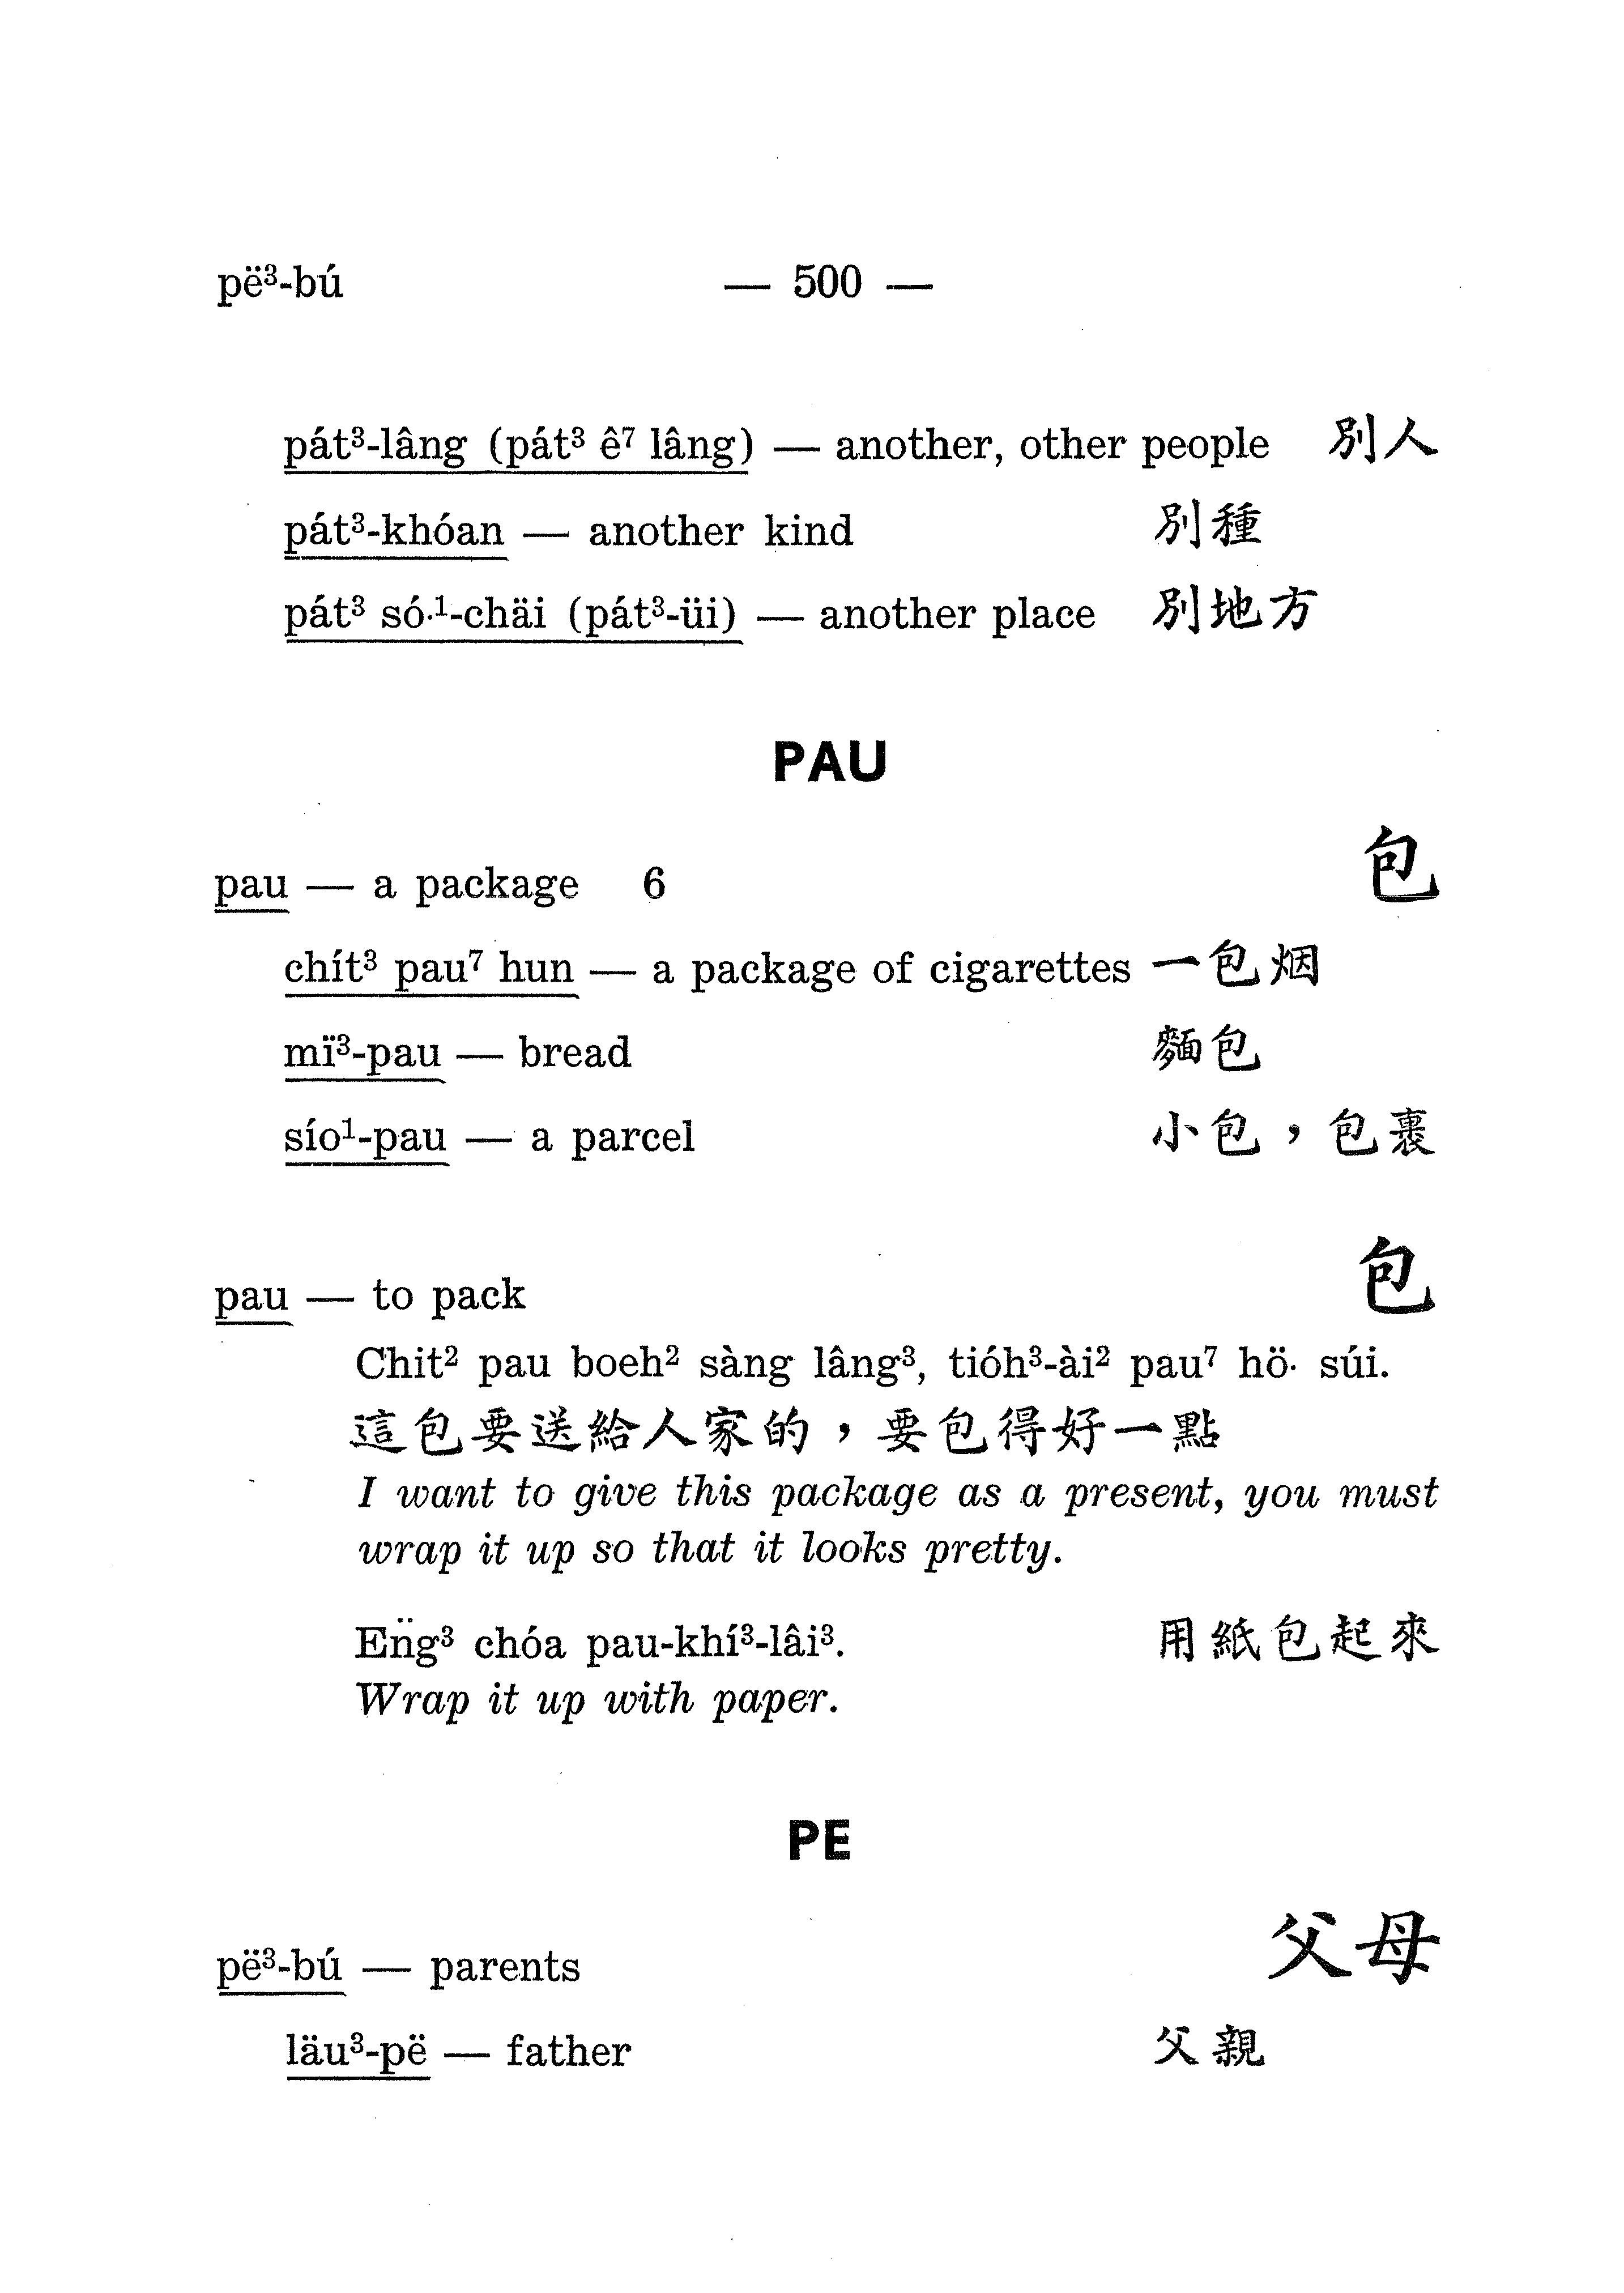 pë³-bú — 500 —
pát³-lâng (pát³ ê⁷ lâng) — another, other people 別人
pát³-khóan — another kind 別種
pát³ só·¹-chäi (pát³-üi) — another place 別地方
PAU
pau — a package 6 包
chít³ pau⁷ hun — a package of cigarettes 一包烟
mï³-pau — bread 麵包
sío¹-pau — a parcel 小包，包裹
pau — to pack 包
Chit² pau boeh² sàng lâng³, tióh³-ài² pau⁷ hö· súi.
這包要送給人家的，要包得好一點
I want to give this package as a present, you must
wrap it up so that it looks pretty.
En̈g³ chóa pau-khí³-lâi³. 用紙包起來
Wrap it up with paper.
PE
pë³-bú — parents 父母
läu³-pë — father 父親